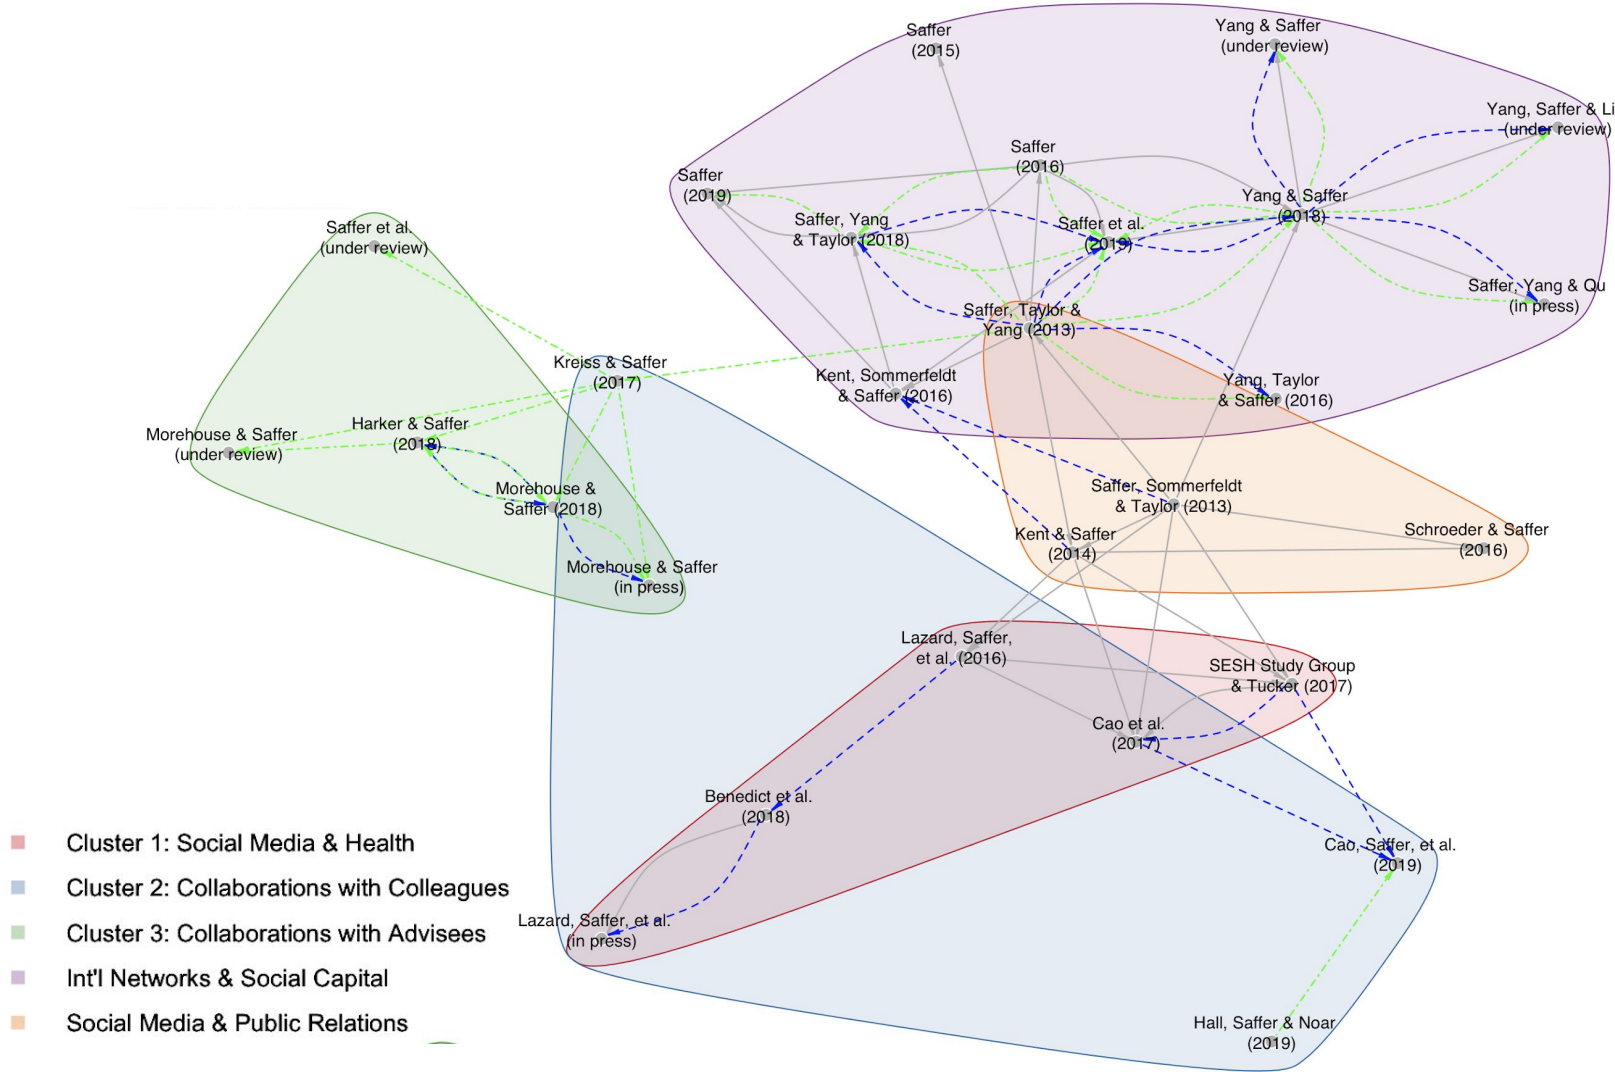 Saffer
(2015)
Yang & Saffer
(under review)
Yang, Saffer & Li
(under review)
Saffer
(2016)
Saffer
(2019)
Yang & Saffer
(2018)
Saffer, Yang
& Taylor (2018)
Saffer et al.
(2019)
Saffer et al.
(under review)
Saffer, Yang & Qu
(in press)
Saffer, Taylor &
Yang (2013)
Kreiss & Saffer
(2017)
Kent, Sommerfeldt
& Saffer (2016)
Yang, Taylor
& Saffer (2016)
Harker & Saffer
(2018)
Morehouse & Saffer
(under review)
Morehouse &
Saffer (2018)
Saffer, Sommerfeldt
& Taylor (2013)
Kent & Saffer
(2014)
Schroeder & Saffer
(2016)
Morehouse & Saffer
(in press)
Lazard, Saffer,
et al. (2016)
SESH Study Group
& Tucker (2017)
Cao et al.
(2017)
Benedict et al.
(2018)
Cao, Saffer, et al.
(2019)
Lazard, Saffer, et al.
(in press)
Hall, Saffer & Noar
(2019)
Cluster 1: Social Media & Health
Cluster 2: Collaborations with Colleagues
Cluster 3: Collaborations with Advisees
Int'l Networks & Social Capital
Social Media & Public Relations